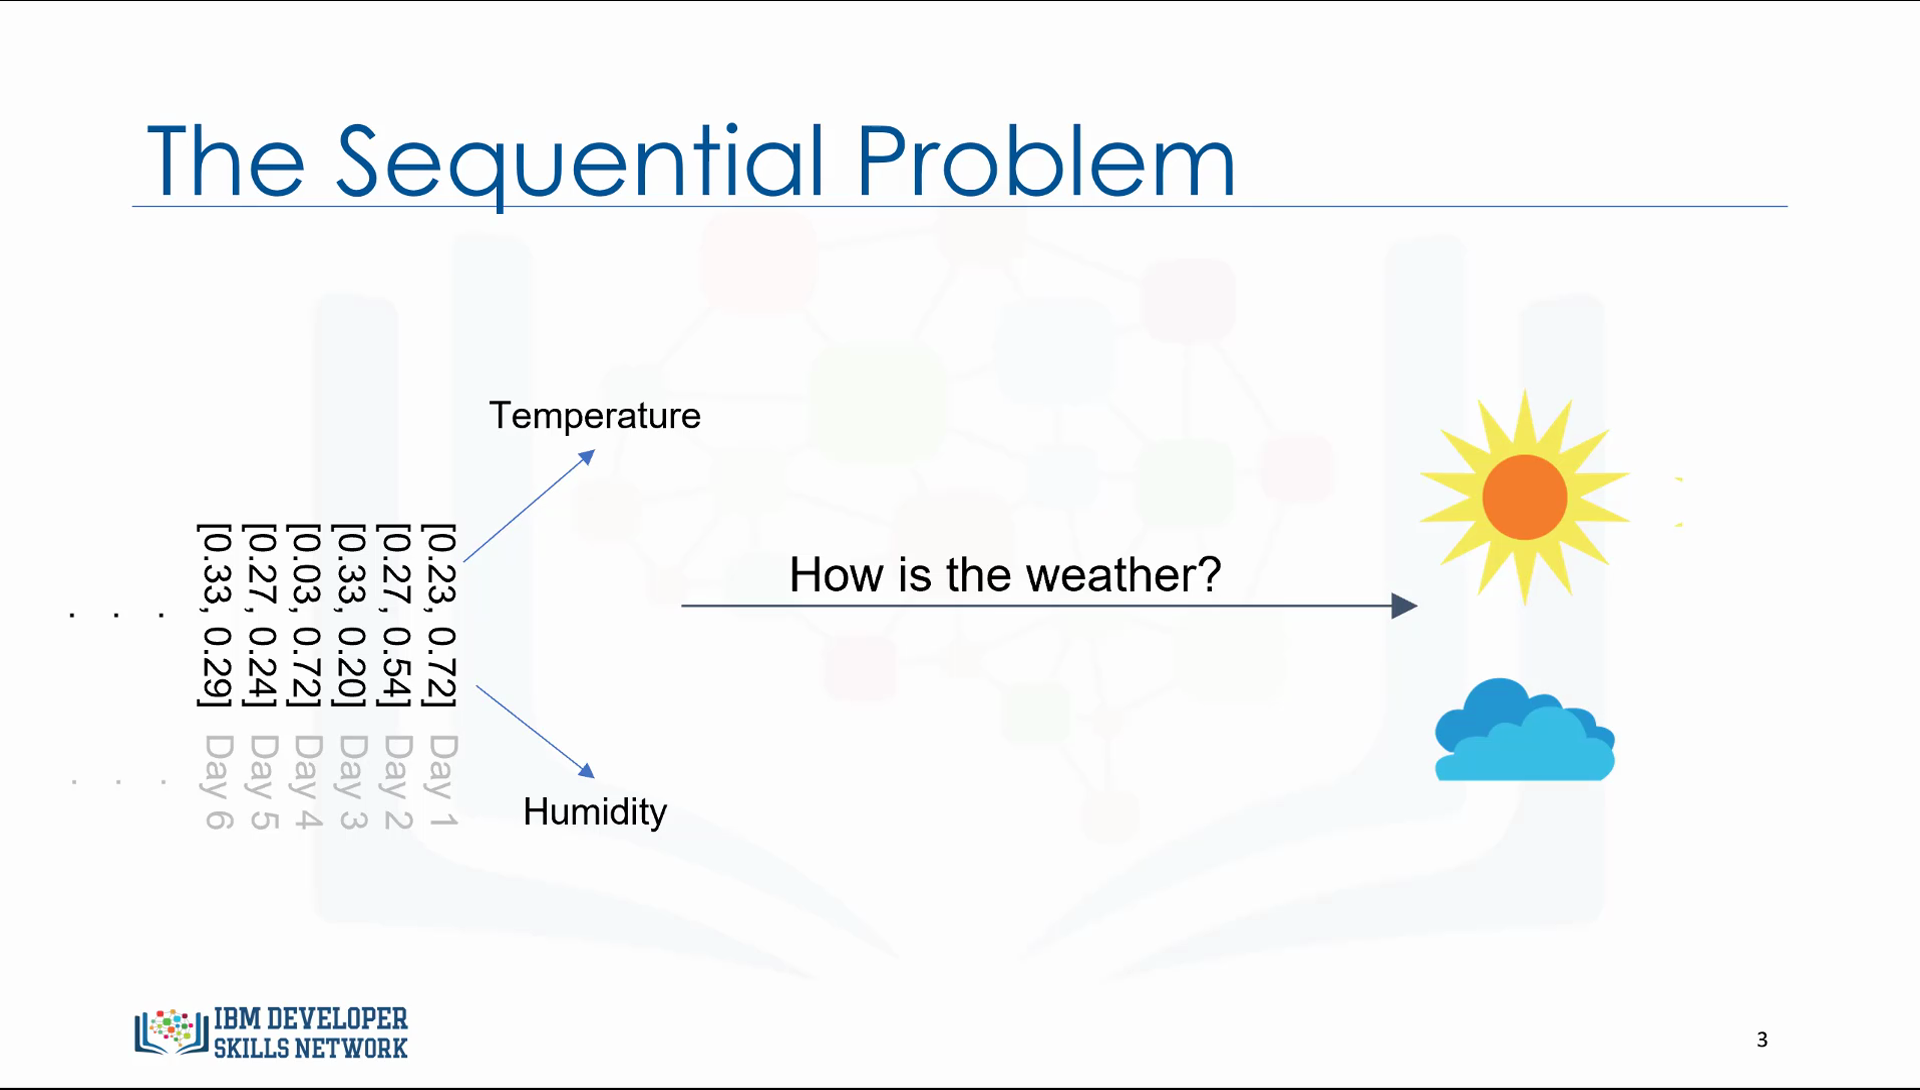 The Sequential Problem
Temperature
[0.23, 0.72] Day 1
[0.27, 0.54] Day 2
[0.33, 0.20] Day 3
[0.03, 0.72] Day 4
[0.27, 0.24] Day 5
[0.33, 0.29] Day 6
. . .
. . .
How is the weather?
Humidity
IBM DEVELOPER
SKILLS NETWORK
3